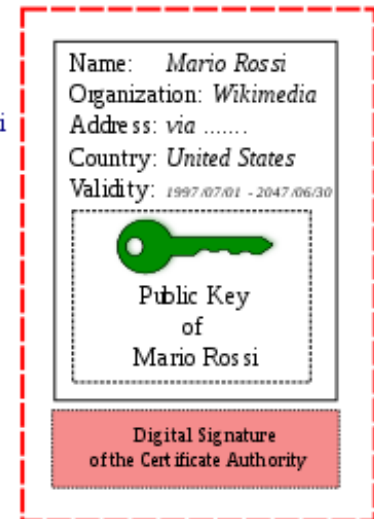 Name: Mario Rossi
Organization: Wikimedia
i
Address: via .......
Country: United States
Validity: 1997/07/01 - 2047/06/30
Public Key
of
Mario Rossi
Digital Signature
of the Certificate Authority